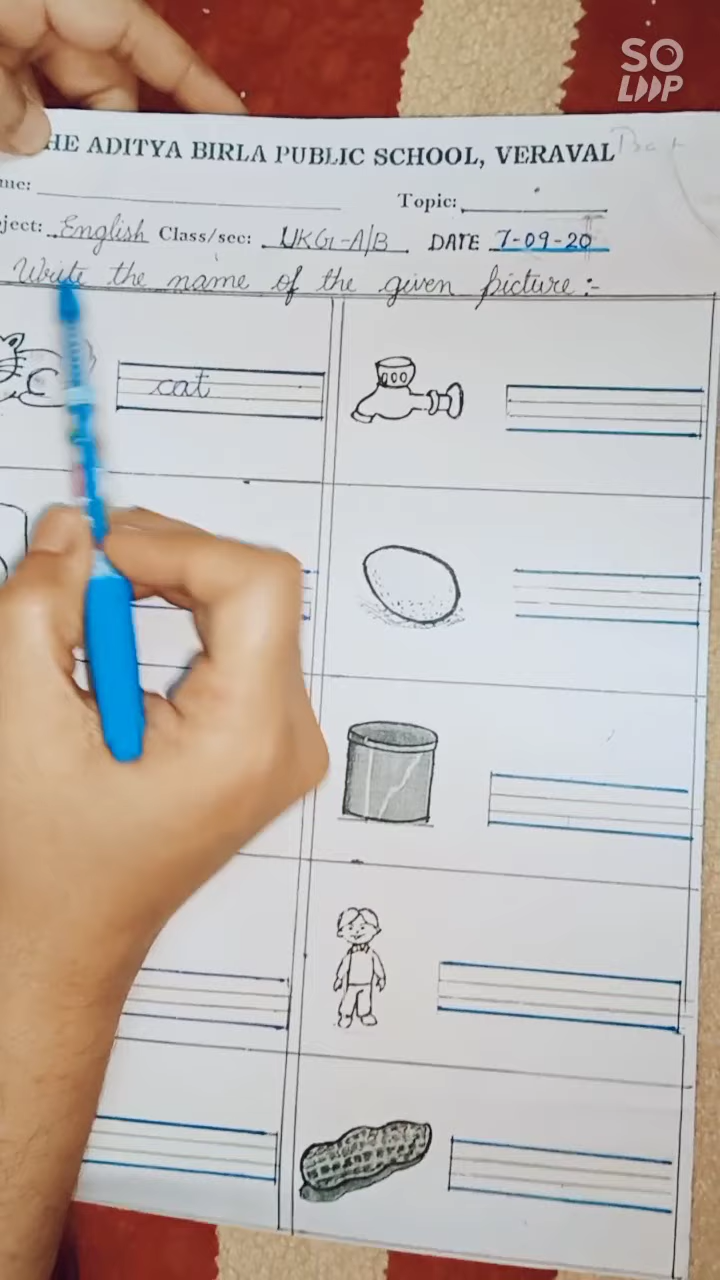 SO
LOOP
HE ADITYA BIRLA PUBLIC SCHOOL, VERAVAL
me:
Topic:
ject: English Class/sec: UKG-A/B DATE 7-09-20
Write the name of the given picture:-
C
cat